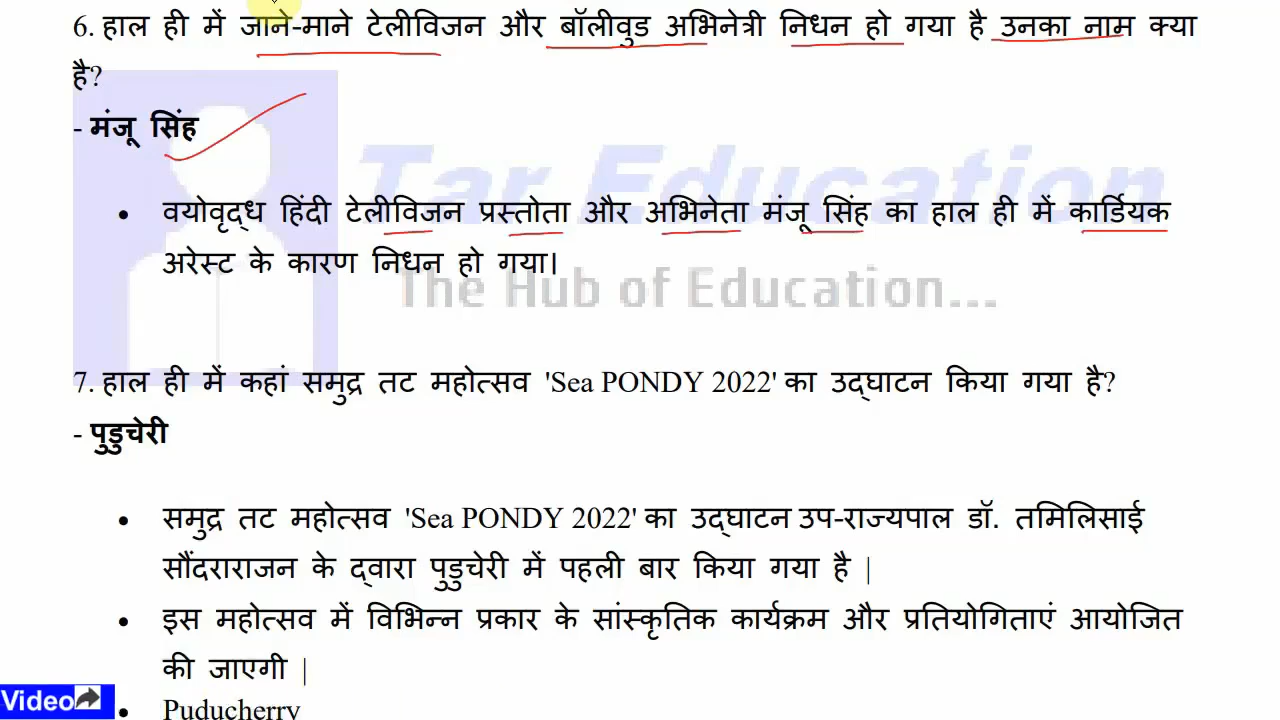 6. हाल ही में जाने-माने टेलीविजन और बॉलीवुड अभिनेत्री निधन हो गया है उनका नाम क्या
है?
- मंजू सिंह
Tar Education
• वयोवृद्ध हिंदी टेलीविजन प्रस्तोता और अभिनेता मंजू सिंह का हाल ही में कार्डियक
अरेस्ट के कारण निधन हो गया।
The Hub of Education...
7. हाल ही में कहां समुद्र तट महोत्सव 'Sea PONDY 2022' का उद्घाटन किया गया है?
- पुडुचेरी
• समुद्र तट महोत्सव 'Sea PONDY 2022' का उद्घाटन उप-राज्यपाल डॉ. तमिलिसाई
सौंदराराजन के द्वारा पुडुचेरी में पहली बार किया गया है |
• इस महोत्सव में विभिन्न प्रकार के सांस्कृतिक कार्यक्रम और प्रतियोगिताएं आयोजित
की जाएगी |
Video
• Puducherry